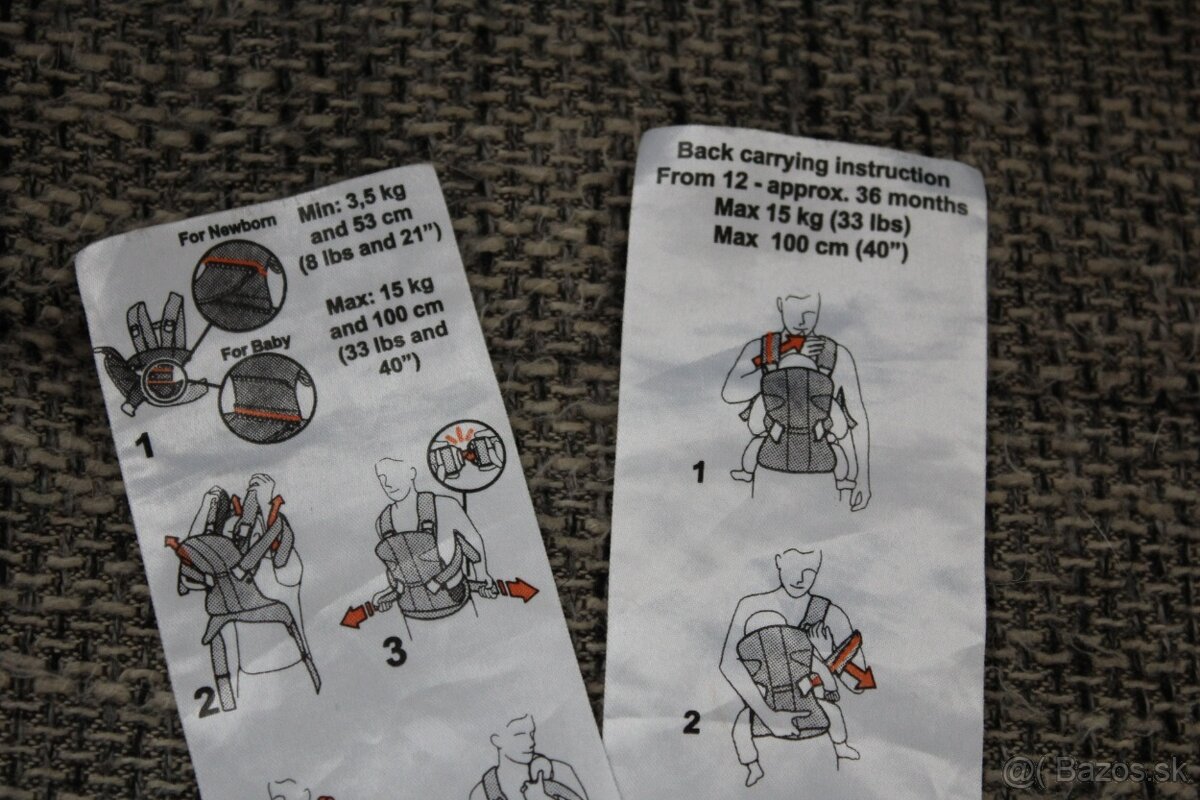 For Newborn
Min: 3,5 kg
and 53 cm
(8 lbs and 21")
Max: 15 kg
and 100 cm
(33 lbs and
40")
For Baby
1
2
3
Back carrying instruction
From 12 - approx. 36 months
Max 15 kg (33 lbs)
Max 100 cm (40")
1
2
@( Bazos.sk